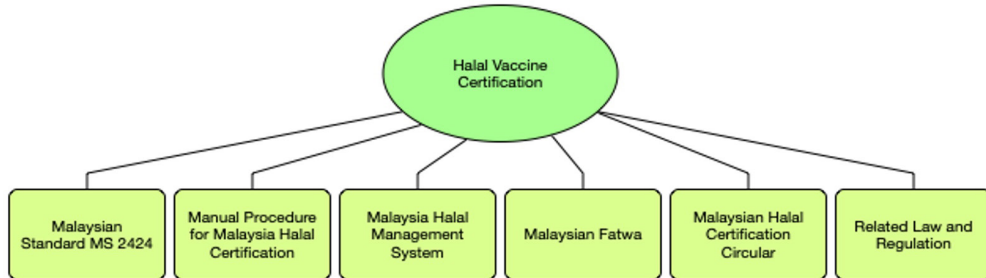 Halal Vaccine
Certification
Malaysian
Standard MS 2424
Manual Procedure
for Malaysia Halal
Certification
Malaysia Halal
Management
System
Malaysian Fatwa
Malaysian Halal
Certification
Circular
Related Law and
Regulation